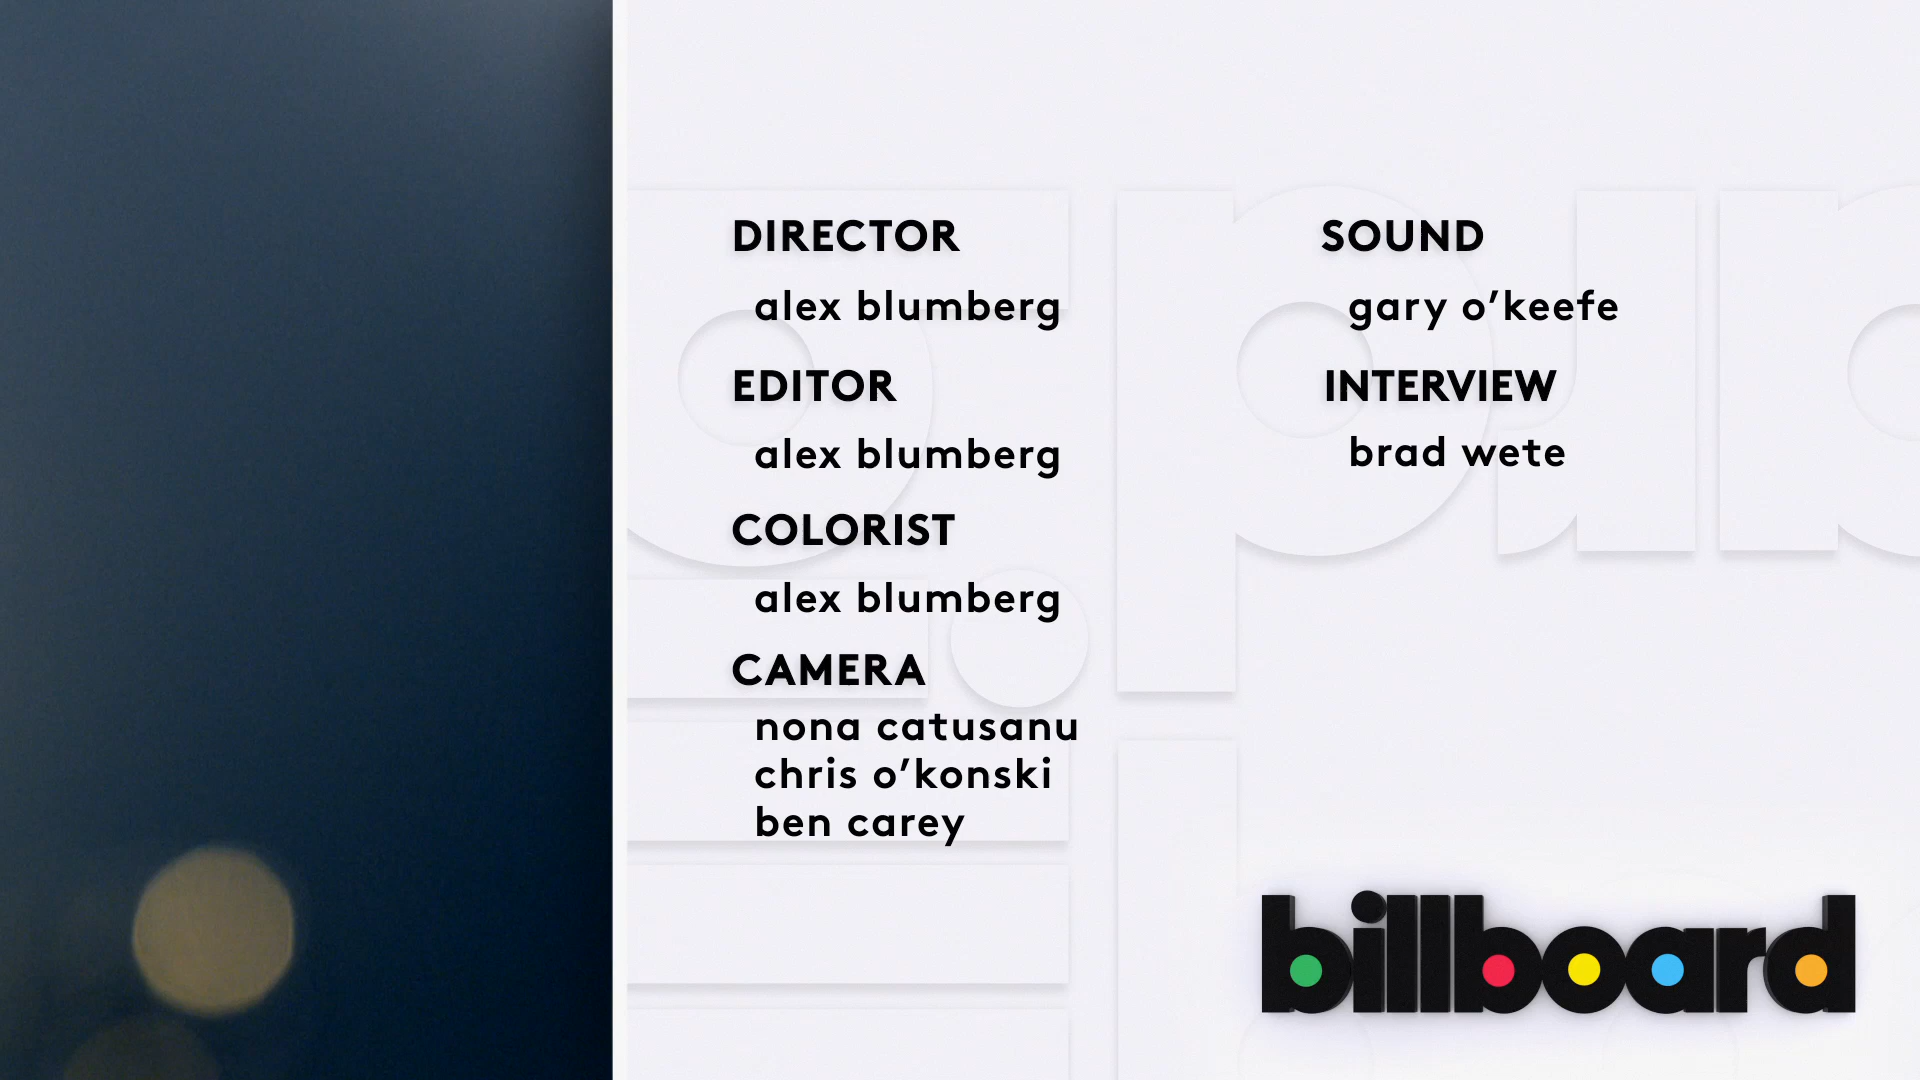 DIRECTOR
alex blumberg
EDITOR
alex blumberg
COLORIST
alex blumberg
CAMERA
nona catusanu
chris o’konski
ben carey
SOUND
gary o’keefe
INTERVIEW
brad wete
billboard